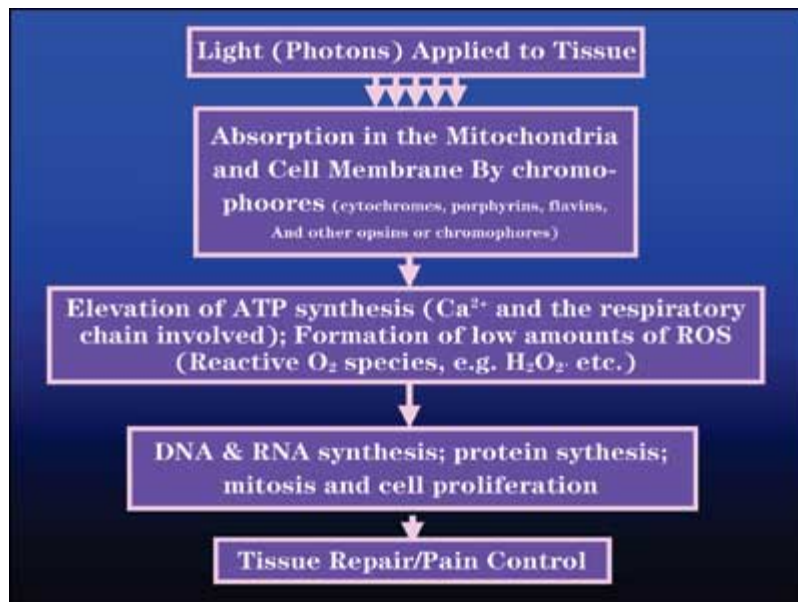 Light (Photons) Applied to Tissue
Absorption in the Mitochondria
and Cell Membrane By chromo-
phoores (cytochromes, porphyrins, flavins,
And other opsins or chromophores)
Elevation of ATP synthesis (Ca²⁺ and the respiratory
chain involved); Formation of low amounts of ROS
(Reactive O₂ species, e.g. H₂O₂. etc.)
DNA & RNA synthesis; protein sythesis;
mitosis and cell proliferation
Tissue Repair/Pain Control